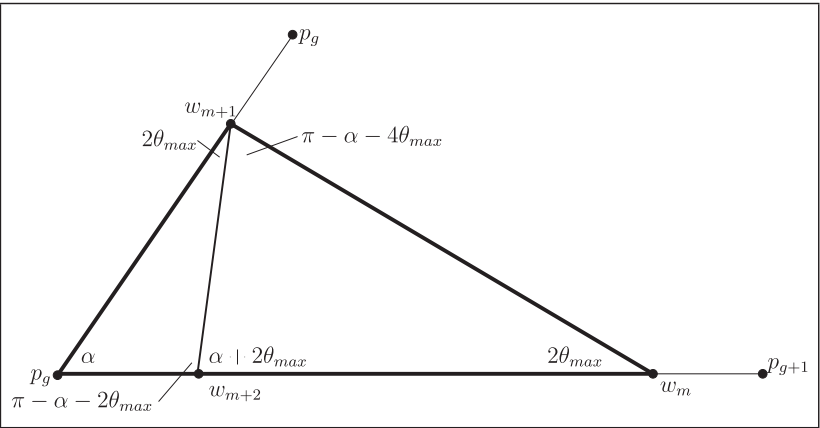 p_g
w_{m+1}
2θ_{max}
π − α − 4θ_{max}
α
α + 2θ_{max}
2θ_{max}
p_{g+1}
p_g
w_{m+2}
w_m
π − α − 2θ_{max}